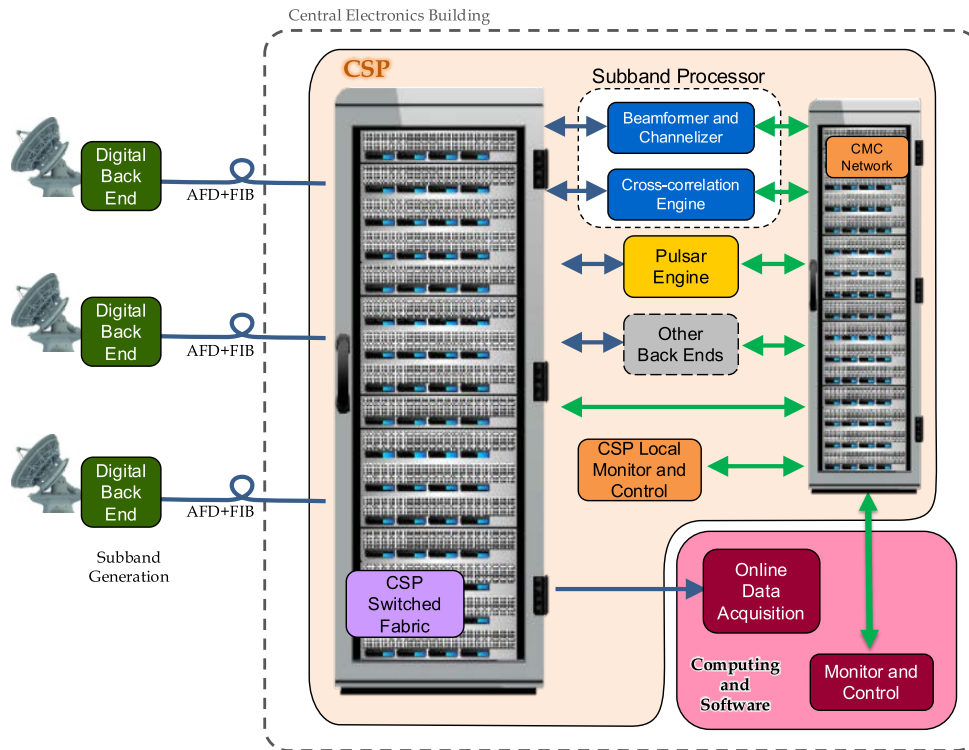 Central Electronics Building
CSP
Subband Processor
Beamformer and
Channelizer
CMC
Network
Digital
Back
End
AFD+FIB
Cross-correlation
Engine
Pulsar
Engine
Digital
Back
End
AFD+FIB
Other
Back Ends
CSP Local
Monitor and
Control
Digital
Back
End
AFD+FIB
Subband
Generation
CSP
Switched
Fabric
Online
Data
Acquisition
Computing
and
Software
Monitor and
Control